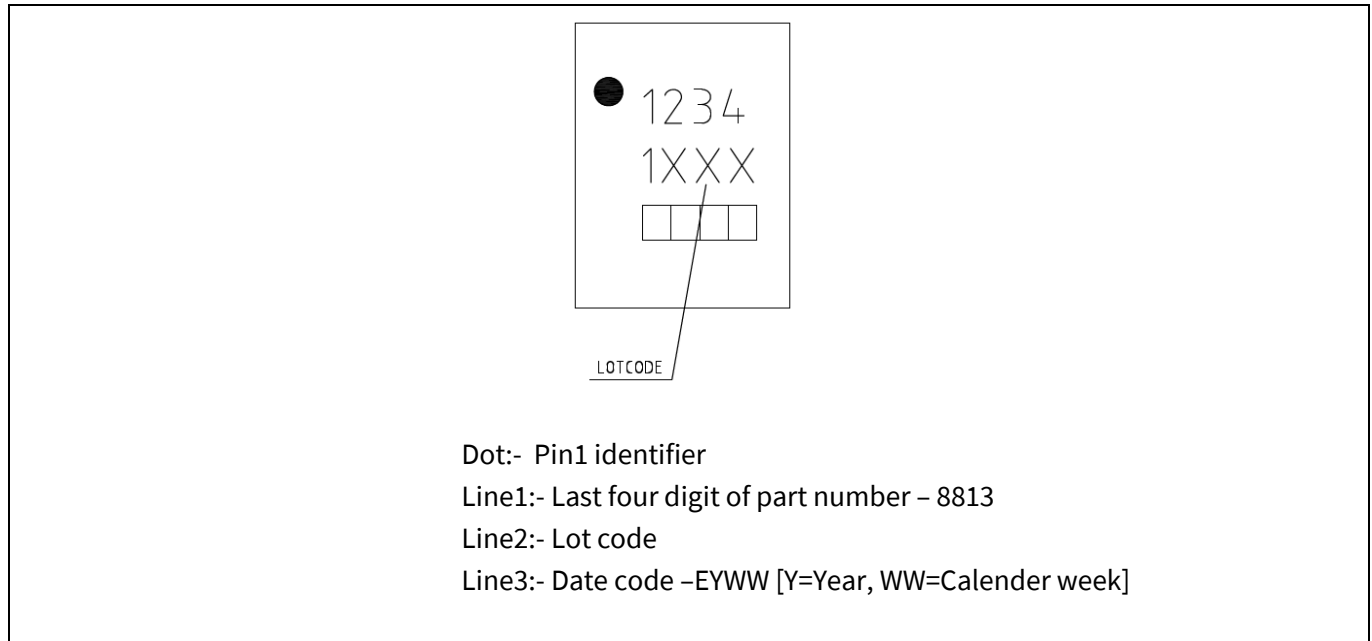 1234
1XXX
LOTCODE
Dot:-  Pin1 identifier
Line1:- Last four digit of part number – 8813
Line2:- Lot code
Line3:- Date code –EYWW [Y=Year, WW=Calender week]